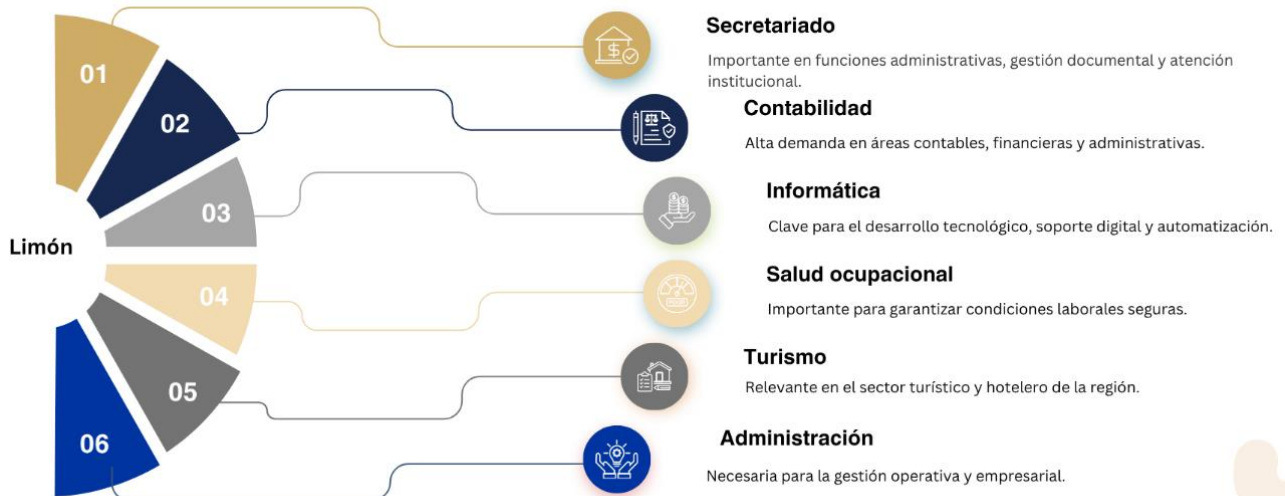 Limón
01
Secretariado
Importante en funciones administrativas, gestión documental y atención
institucional.
02
Contabilidad
Alta demanda en áreas contables, financieras y administrativas.
03
Informática
Clave para el desarrollo tecnológico, soporte digital y automatización.
04
Salud ocupacional
Importante para garantizar condiciones laborales seguras.
05
Turismo
Relevante en el sector turístico y hotelero de la región.
06
Administración
Necesaria para la gestión operativa y empresarial.